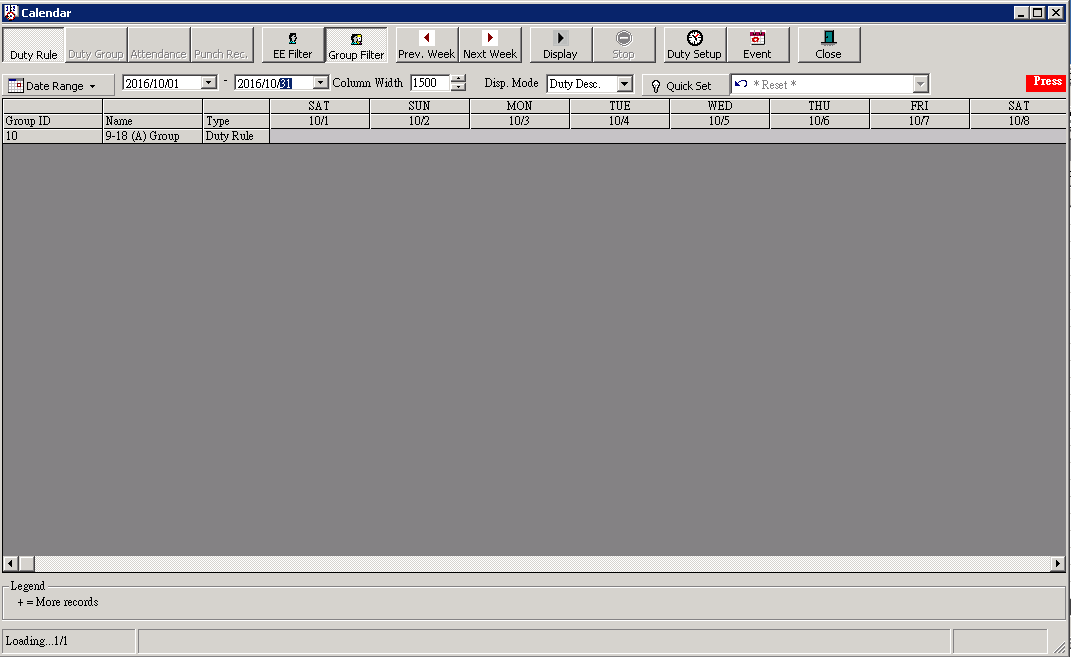 Calendar
Duty Rule Duty Group Attendance Punch Rec. EE Filter Group Filter Prev. Week Next Week Display Stop Duty Setup Event Close
Date Range 2016/10/01 - 2016/10/31 Column Width 1500 Disp. Mode Duty Desc. Quick Set * Reset * Press
SAT SUN MON TUE WED THU FRI SAT
Group ID Name Type 10/1 10/2 10/3 10/4 10/5 10/6 10/7 10/8
10 9-18 (A) Group Duty Rule
Legend
+ = More records
Loading...1/1